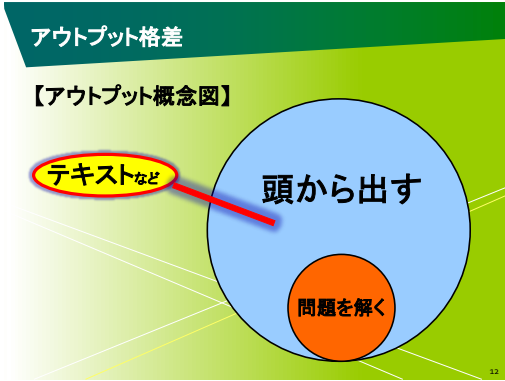 アウトプット格差
【アウトプット概念図】
テキストなど
頭から出す
問題を解く
12